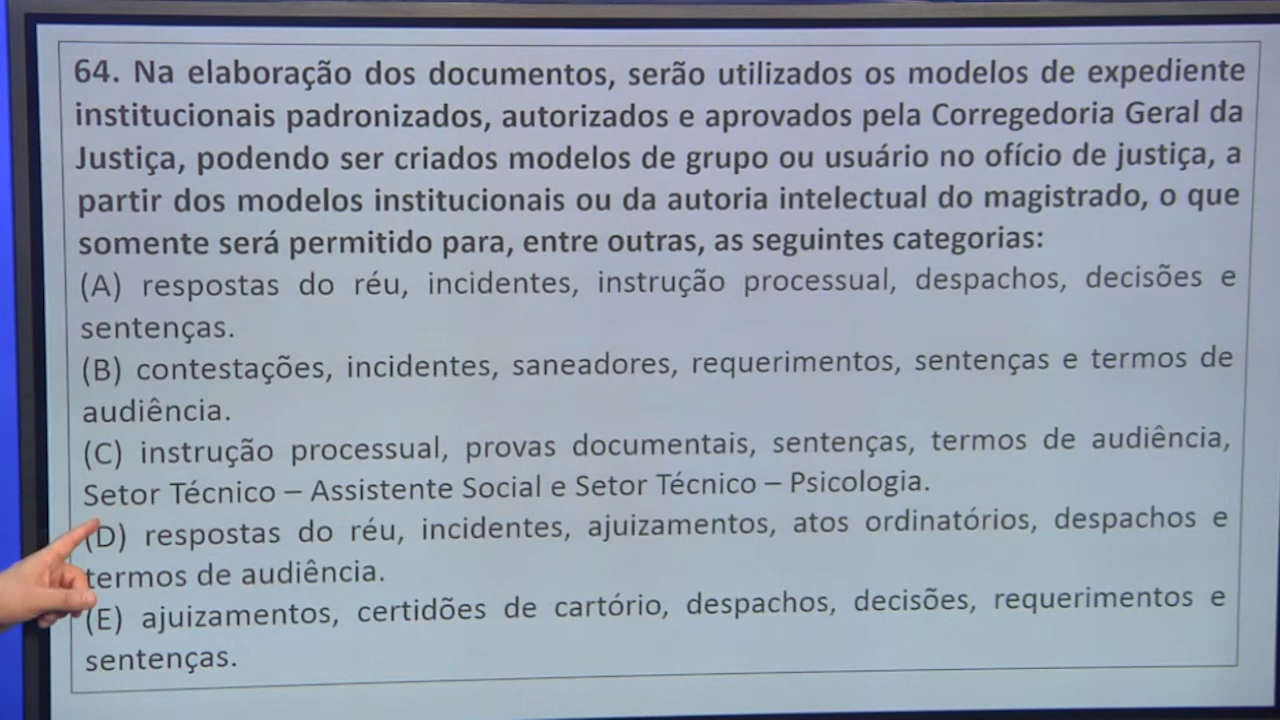 64. Na elaboração dos documentos, serão utilizados os modelos de expediente
institucionais padronizados, autorizados e aprovados pela Corregedoria Geral da
Justiça, podendo ser criados modelos de grupo ou usuário no ofício de justiça, a
partir dos modelos institucionais ou da autoria intelectual do magistrado, o que
somente será permitido para, entre outras, as seguintes categorias:
(A) respostas do réu, incidentes, instrução processual, despachos, decisões e
sentenças.
(B) contestações, incidentes, saneadores, requerimentos, sentenças e termos de
audiência.
(C) instrução processual, provas documentais, sentenças, termos de audiência,
Setor Técnico – Assistente Social e Setor Técnico – Psicologia.
(D) respostas do réu, incidentes, ajuizamentos, atos ordinatórios, despachos e
termos de audiência.
(E) ajuizamentos, certidões de cartório, despachos, decisões, requerimentos e
sentenças.